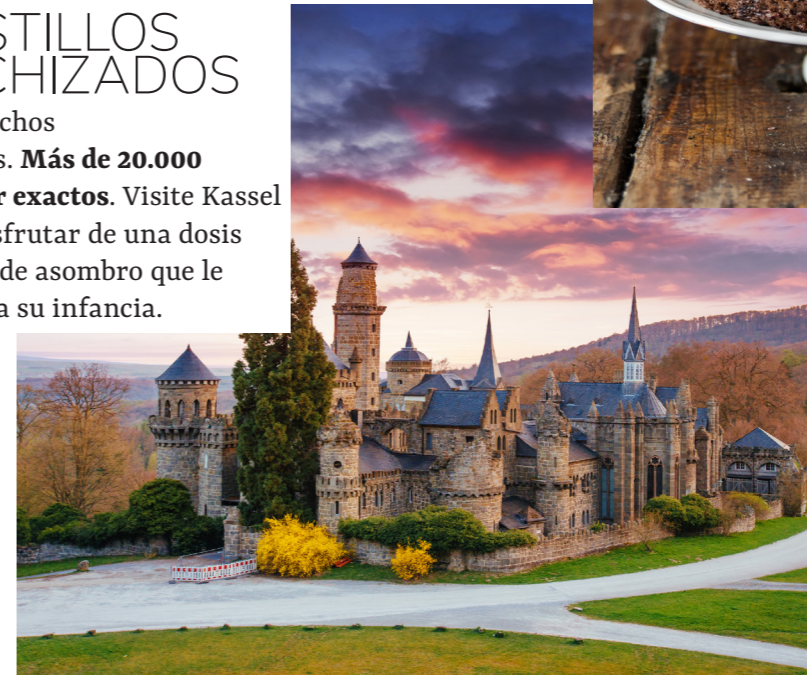 STILLOS
CHIZADOS
chos
s. Más de 20.000
r exactos. Visite Kassel
sfrutar de una dosis
de asombro que le
a su infancia.